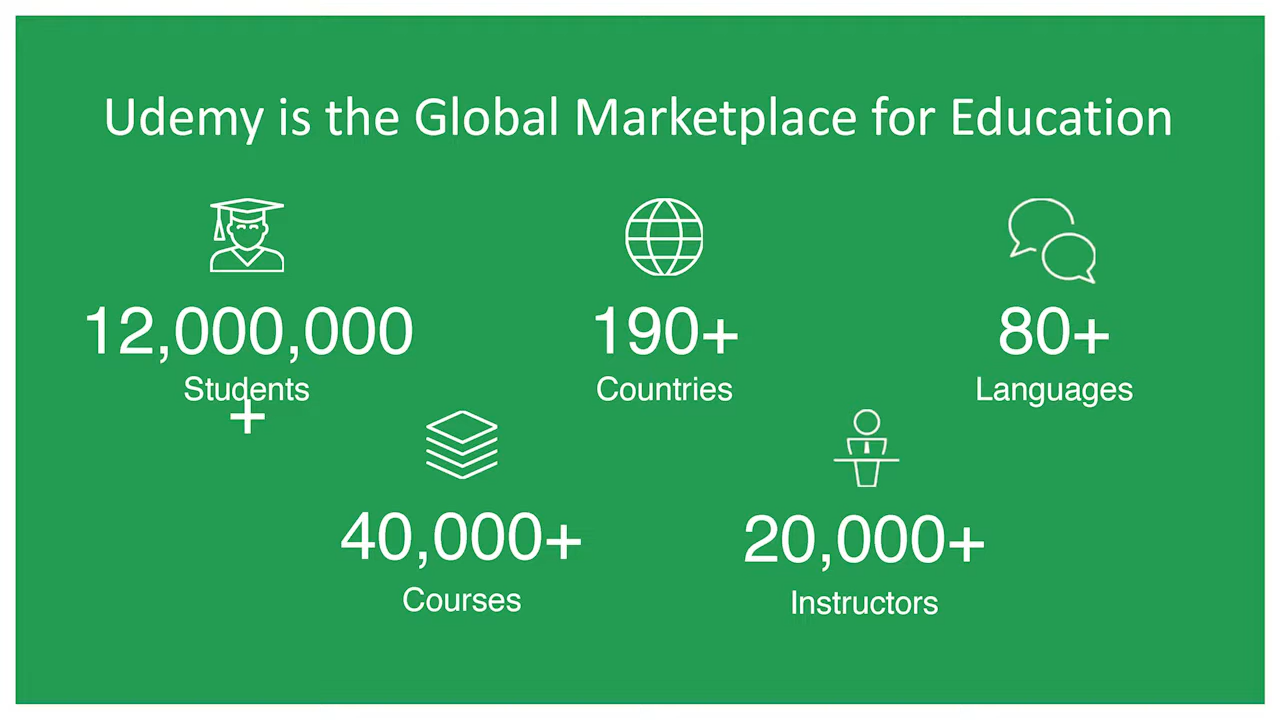 Udemy is the Global Marketplace for Education
12,000,000
Students
+
190+
Countries
80+
Languages
40,000+
Courses
20,000+
Instructors